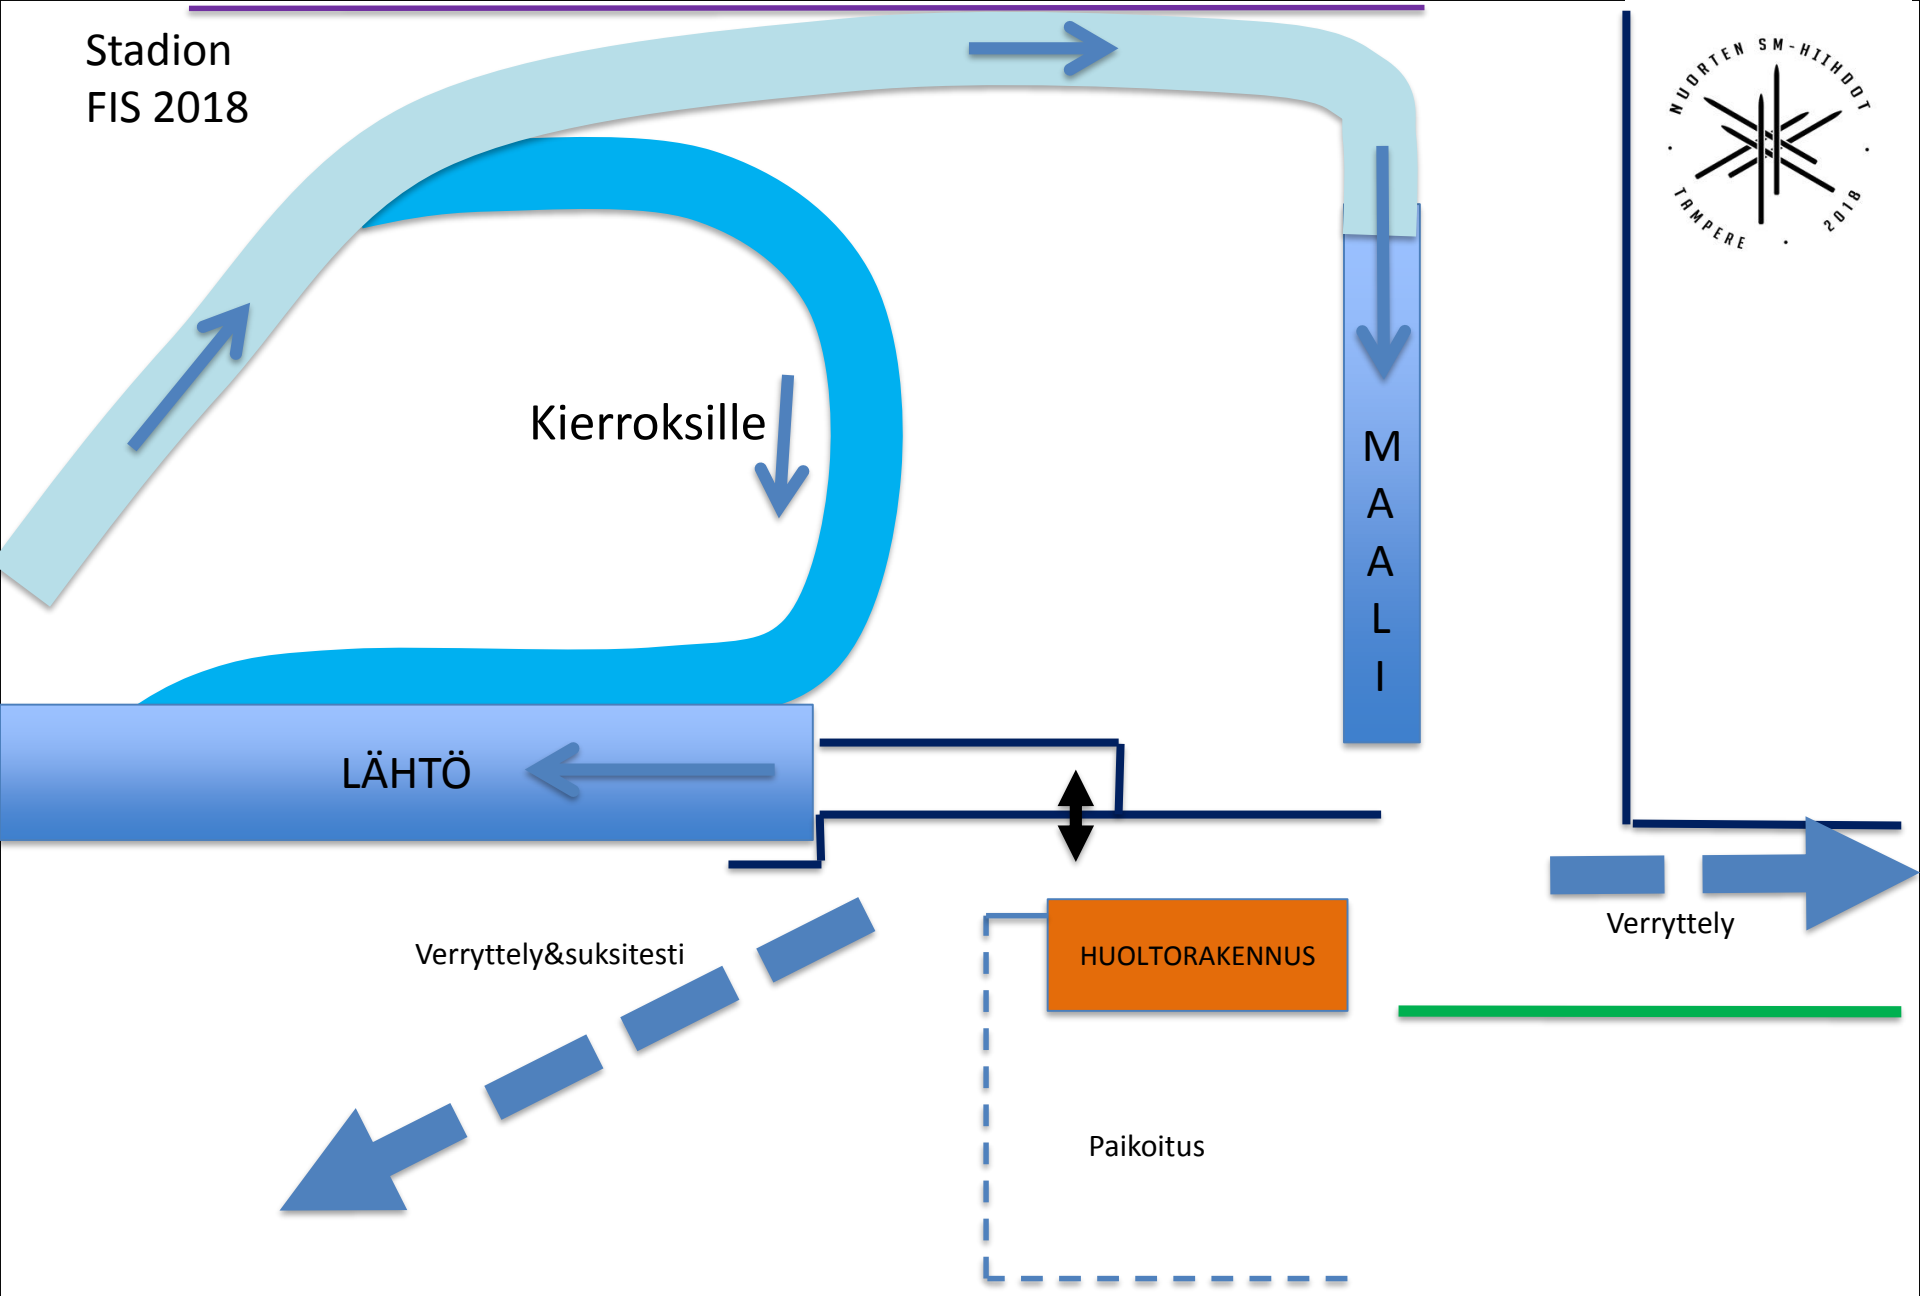 Stadion
FIS 2018
NUORTEN SM-HIIHDOT
· TAMPERE · 2018 ·
Kierroksille
M
A
A
L
I
LÄHTÖ
Verryttely&suksitesti
HUOLTORAKENNUS
Verryttely
Paikoitus